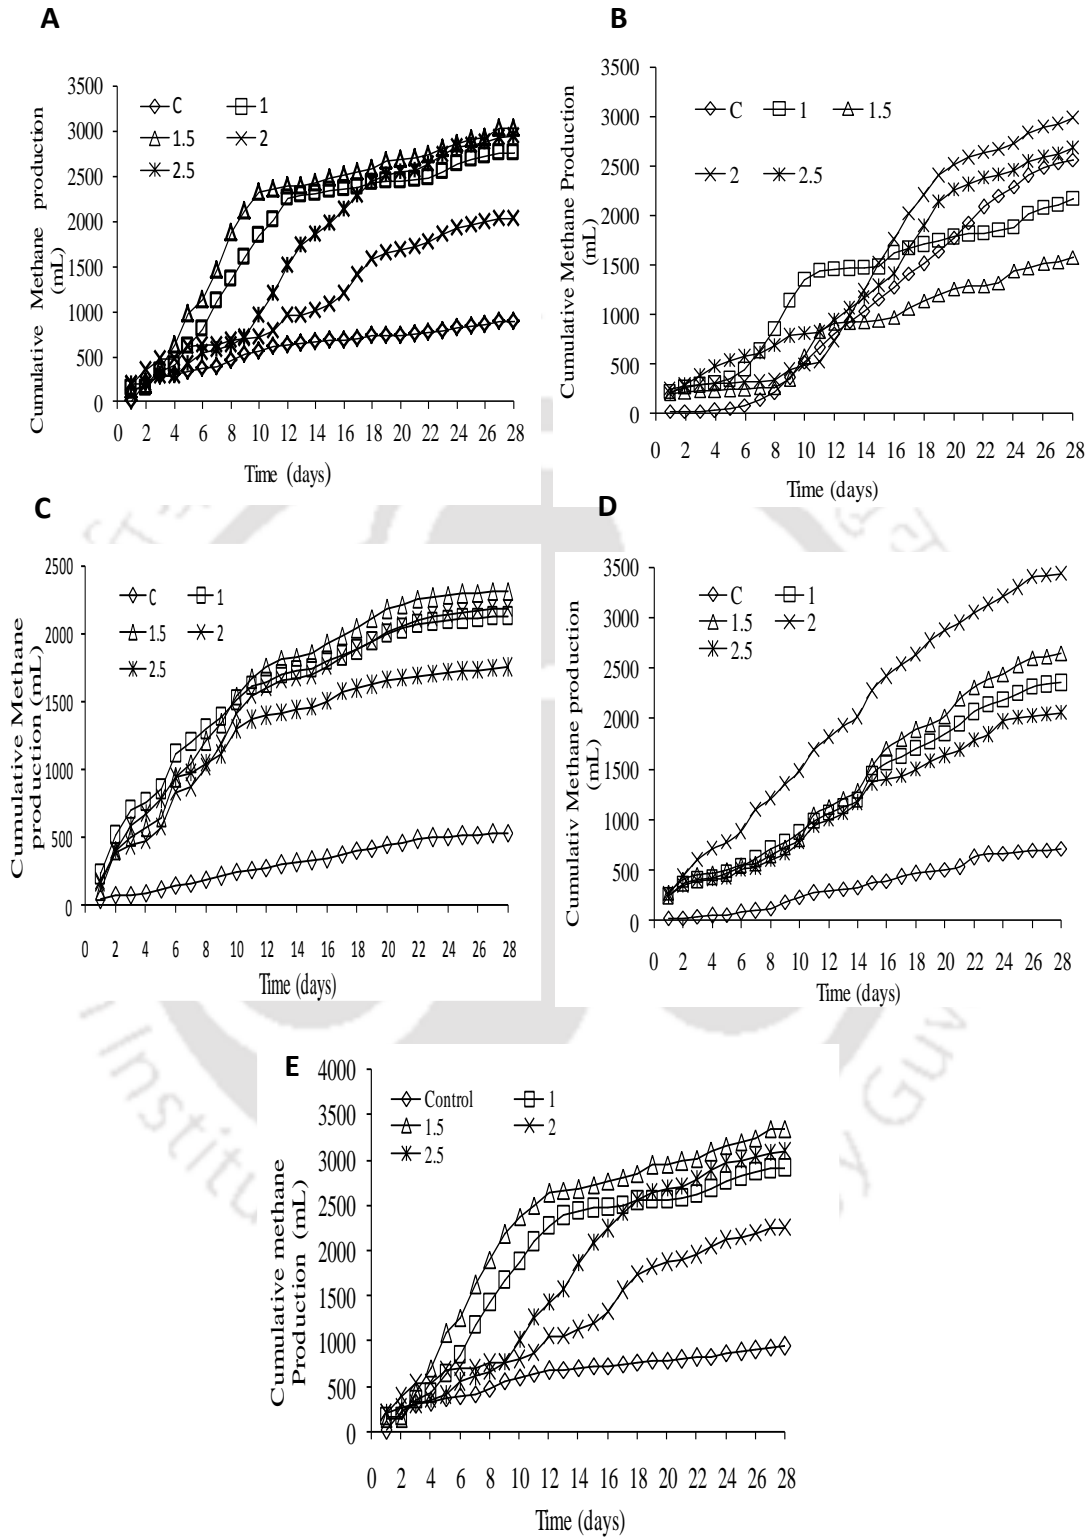 A
Cumulative Methane production
(mL)
3500
3000
2500
2000
1500
1000
500
0
C 1
1.5 2
2.5
0 2 4 6 8 10 12 14 16 18 20 22 24 26 28
Time (days)
B
Cumulative Methane Production
(mL)
3500
3000
2500
2000
1500
1000
500
0
C 1 1.5
2 2.5
0 2 4 6 8 10 12 14 16 18 20 22 24 26 28
Time (days)
C
Cumulative Methane
production (mL)
2500
2000
1500
1000
500
0
C 1
1.5 2
2.5
0 2 4 6 8 10 12 14 16 18 20 22 24 26 28
Time (days)
D
Cumulativ Methane production
(mL)
3500
3000
2500
2000
1500
1000
500
0
C 1
1.5 2
2.5
0 2 4 6 8 10 12 14 16 18 20 22 24 26 28
Time (days)
E
Cumulative methane
Production (mL)
4000
3500
3000
2500
2000
1500
1000
500
0
Control 1
1.5 2
2.5
0 2 4 6 8 10 12 14 16 18 20 22 24 26 28
Time (days)